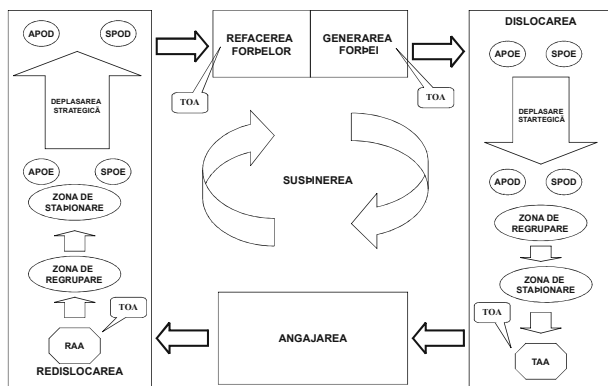 APOD
SPOD
DEPLASAREA
STRATEGICĂ
APOE
SPOE
ZONA DE
STAÞIONARE
ZONA DE
REGRUPARE
TOA
RAA
REDISLOCAREA
REFACEREA
FORÞELOR
GENERAREA
FORÞEI
TOA
TOA
SUSÞINEREA
ANGAJAREA
DISLOCAREA
APOE
SPOE
DEPLASARE
STARTEGICĂ
APOD
SPOD
ZONA DE
REGRUPARE
ZONA DE
STAÞIONARE
TOA
TAA